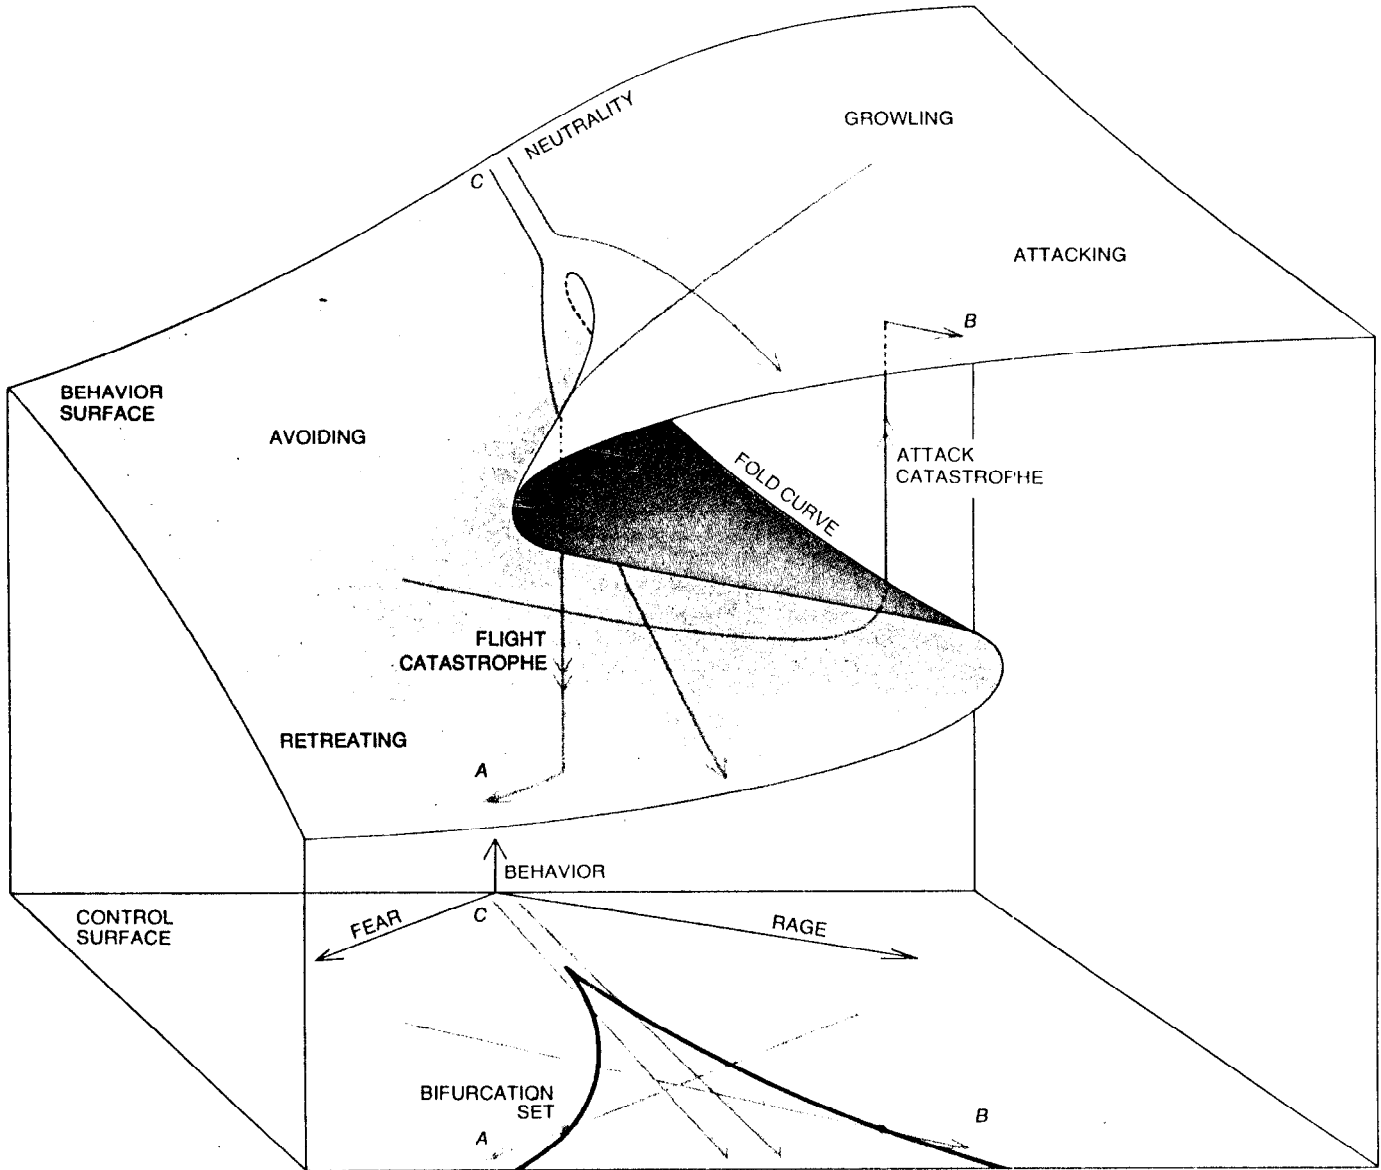 NEUTRALITY
GROWLING
C
ATTACKING
B
BEHAVIOR
SURFACE
AVOIDING
ATTACK
CATASTROPHE
FOLD CURVE
FLIGHT
CATASTROPHE
RETREATING
A
BEHAVIOR
CONTROL
SURFACE
FEAR
C
RAGE
BIFURCATION
SET
A
B